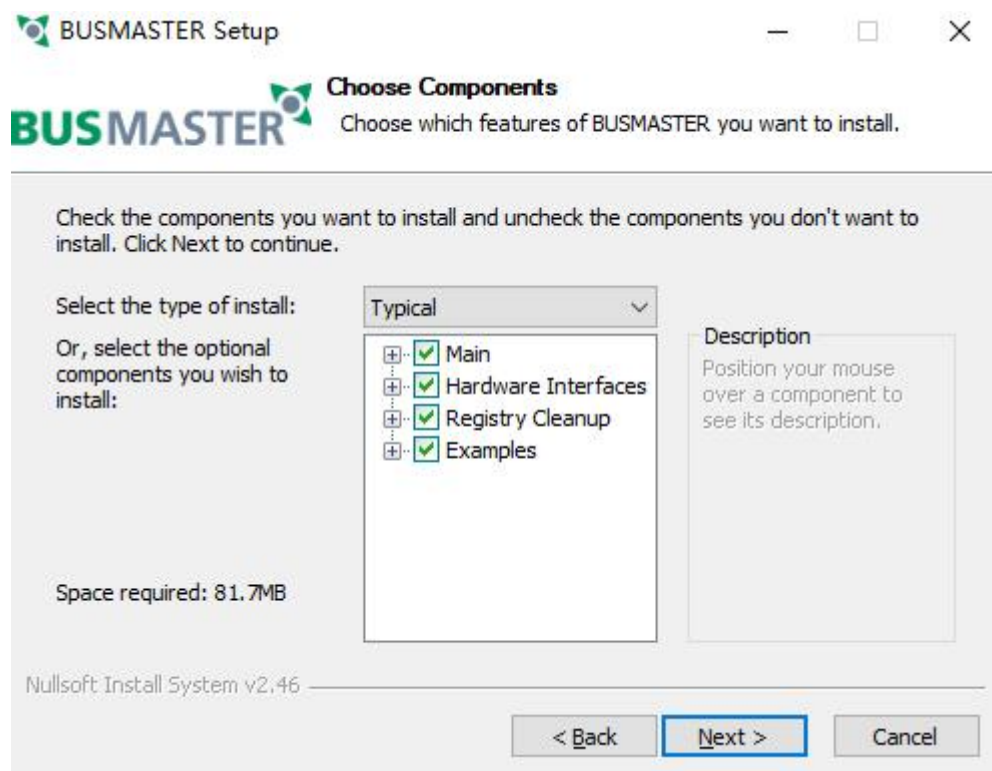 BUSMASTER Setup
BUSMASTER
Choose Components
Choose which features of BUSMASTER you want to install.
Check the components you want to install and uncheck the components you don't want to
install. Click Next to continue.
Select the type of install:
Typical
Or, select the optional
components you wish to
install:
Main
Hardware Interfaces
Registry Cleanup
Examples
Description
Position your mouse
over a component to
see its description.
Space required: 81.7MB
Nullsoft Install System v2.46
< Back
Next >
Cancel